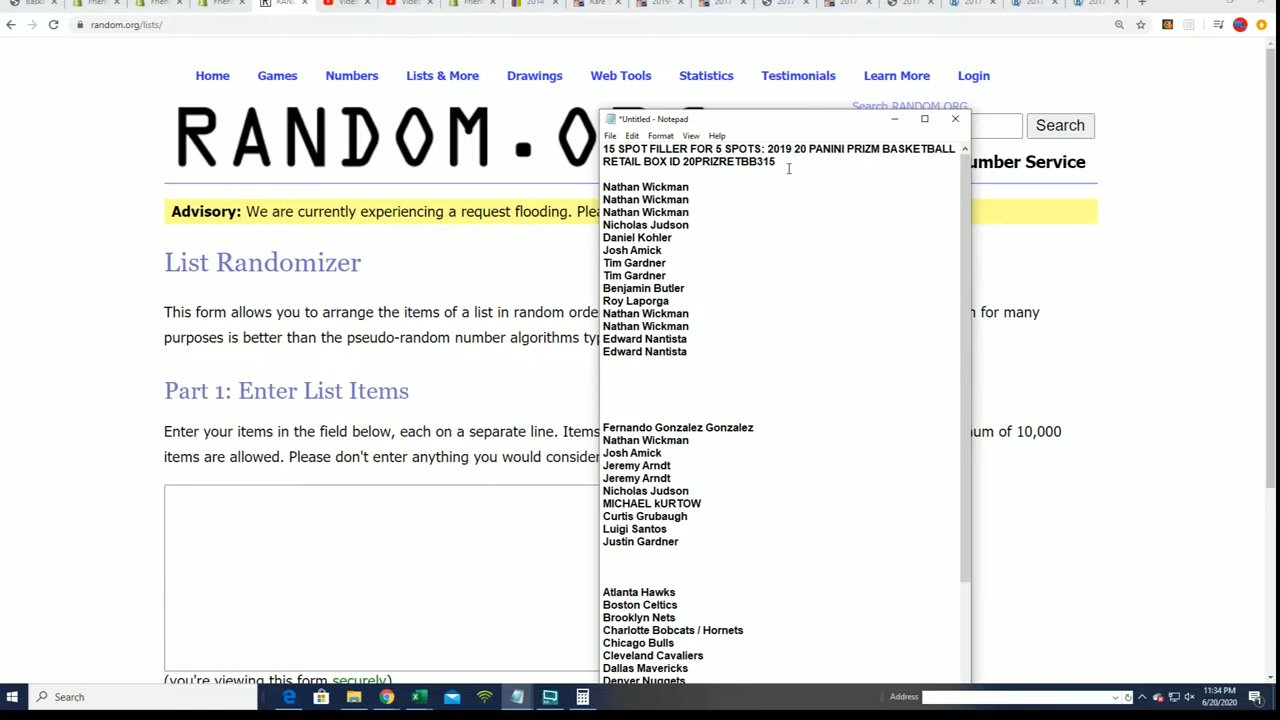 random.org/lists/
Home Games Numbers Lists & More Drawings Web Tools Statistics Testimonials Learn More Login
Search RANDOM.ORG
Search
*Untitled - Notepad
File Edit Format View Help
15 SPOT FILLER FOR 5 SPOTS: 2019 20 PANINI PRIZM BASKETBALL
RETAIL BOX ID 20PRIZRETBB315
Nathan Wickman
Nathan Wickman
Nathan Wickman
Nicholas Judson
Daniel Kohler
Josh Amick
Tim Gardner
Tim Gardner
Benjamin Butler
Roy Laporga
Nathan Wickman
Nathan Wickman
Edward Nantista
Edward Nantista
Fernando Gonzalez Gonzalez
Nathan Wickman
Josh Amick
Jeremy Arndt
Jeremy Arndt
Nicholas Judson
MICHAEL kURTOW
Curtis Grubaugh
Luigi Santos
Justin Gardner
Atlanta Hawks
Boston Celtics
Brooklyn Nets
Charlotte Bobcats / Hornets
Chicago Bulls
Cleveland Cavaliers
Dallas Mavericks
Denver Nuggets
Advisory: We are currently experiencing a request flooding.
List Randomizer
This form allows you to arrange the items of a list in random
purposes is better than the pseudo-random number algorithms
Part 1: Enter List Items
Enter your items in the field below, each on a separate line. Items
items are allowed. Please don't enter anything you would
(you're viewing this form securely)
Service
for many
of 10,000
Search
Address
11:34 PM
6/20/2020